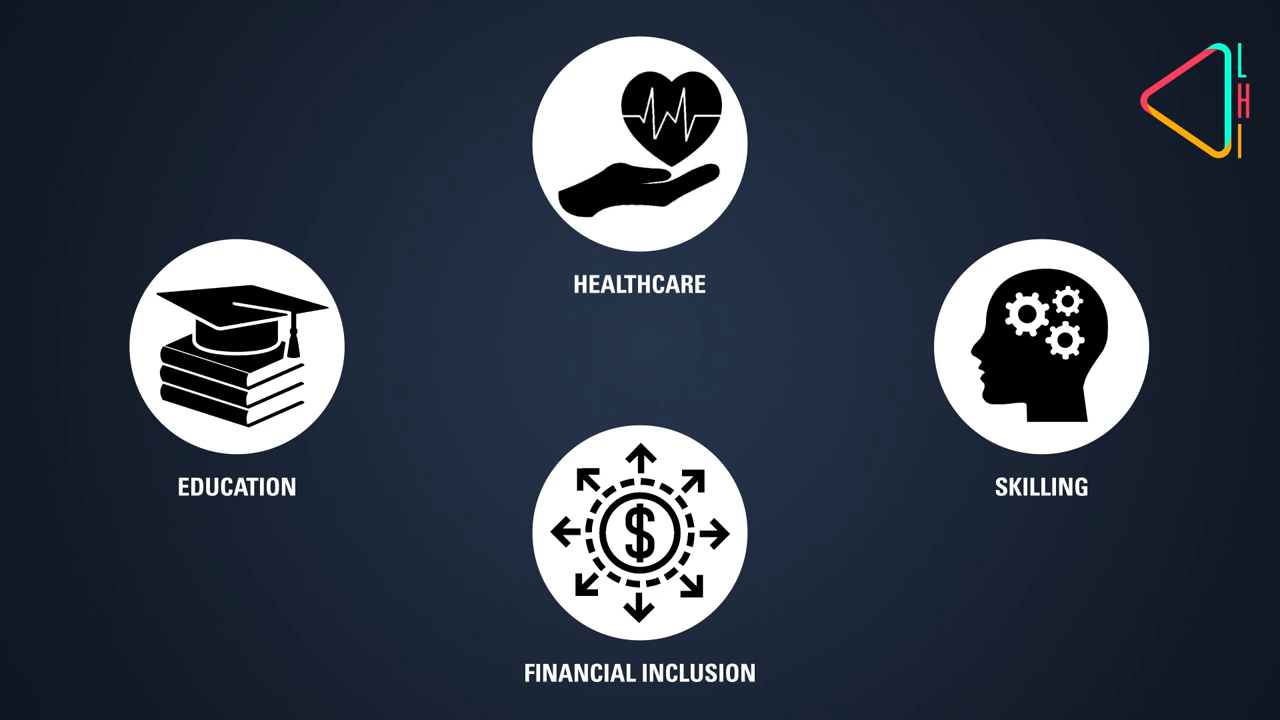 L
H
I
HEALTHCARE
EDUCATION
SKILLING
$
FINANCIAL INCLUSION